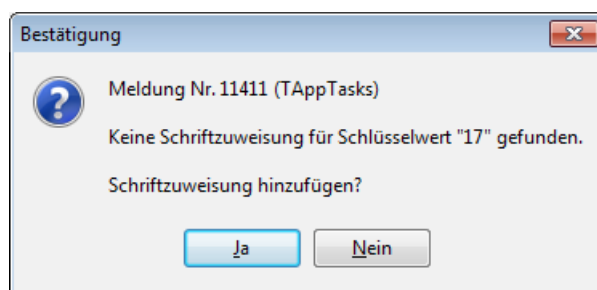 Bestätigung
Meldung Nr. 11411 (TAppTasks)
Keine Schriftzuweisung für Schlüsselwert "17" gefunden.
Schriftzuweisung hinzufügen?
Ja
Nein